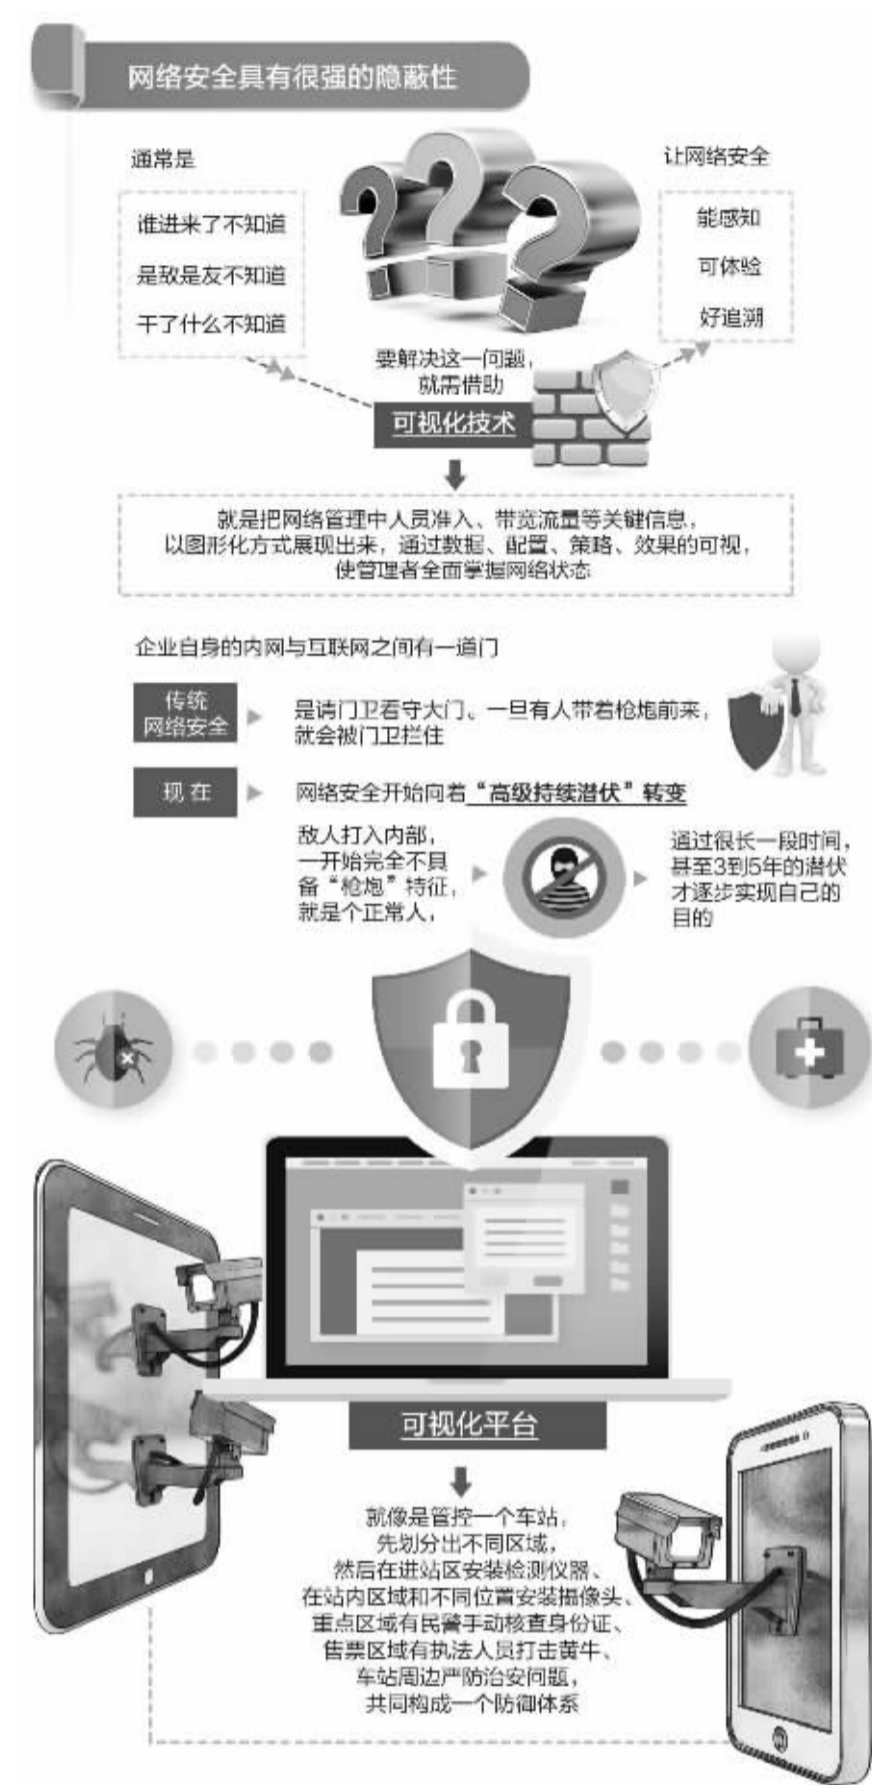 网络安全具有很强的隐蔽性
通常是
谁进来了不知道
是敌是友不知道
干了什么不知道
让网络安全
能感知
可体验
好追溯
要解决这一问题，
就需借助
可视化技术
就是把网络管理中人员准入、带宽流量等关键信息，
以图形化方式展现出来，通过数据、配置、策略、效果的可视，
使管理者全面掌握网络状态
企业自身的内网与互联网之间有一道门
传统
网络安全
是请门卫看守大门、一旦有人带着枪炮前来，
就会被门卫拦住
现在
网络安全开始向着“高级持续潜伏”转变
敌人打入内部，
一开始完全不具
备“枪炮”特征，
就是个正常人，
通过很长一段时间，
甚至3到5年的潜伏
才逐步实现自己的
目的
可视化平台
就像是管控一个车站，
先划分出不同区域，
然后在进站区安装检测仪器、
在站内区域和不同位置安装摄像头、
重点区域有民警手动核查身份证、
售票区域有执法人员打击黄牛、
车站周边严防治安问题，
共同构成一个防御体系